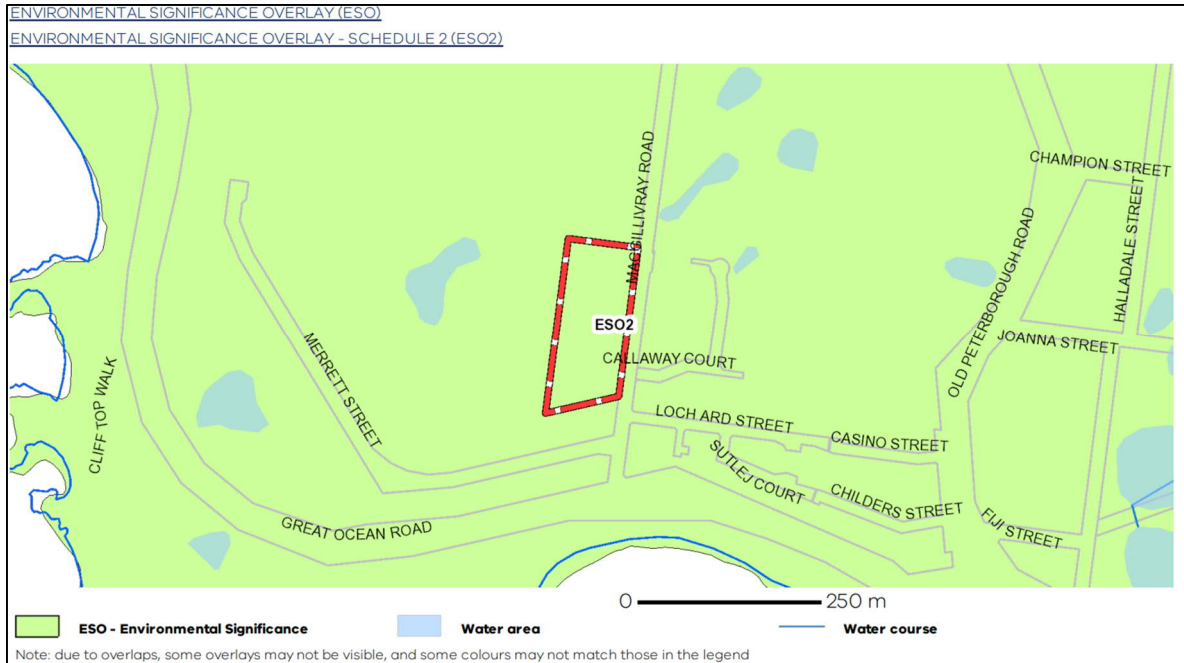 ENVIRONMENTAL SIGNIFICANCE OVERLAY (ESO)
ENVIRONMENTAL SIGNIFICANCE OVERLAY - SCHEDULE 2 (ESO2)
CHAMPION STREET
MACGILLIVRAY ROAD
HALLADALE STREET
OLD PETERBOROUGH ROAD
ESO2
JOANNA STREET
MERRETT STREET
CALLAWAY COURT
CLIFF TOP WALK
LOCH ARD STREET
CASINO STREET
SUTLEJ COURT
CHILDERS STREET
GREAT OCEAN ROAD
FIJI STREET
0 250 m
ESO - Environmental Significance
Water area
Water course
Note: due to overlaps, some overlays may not be visible, and some colours may not match those in the legend